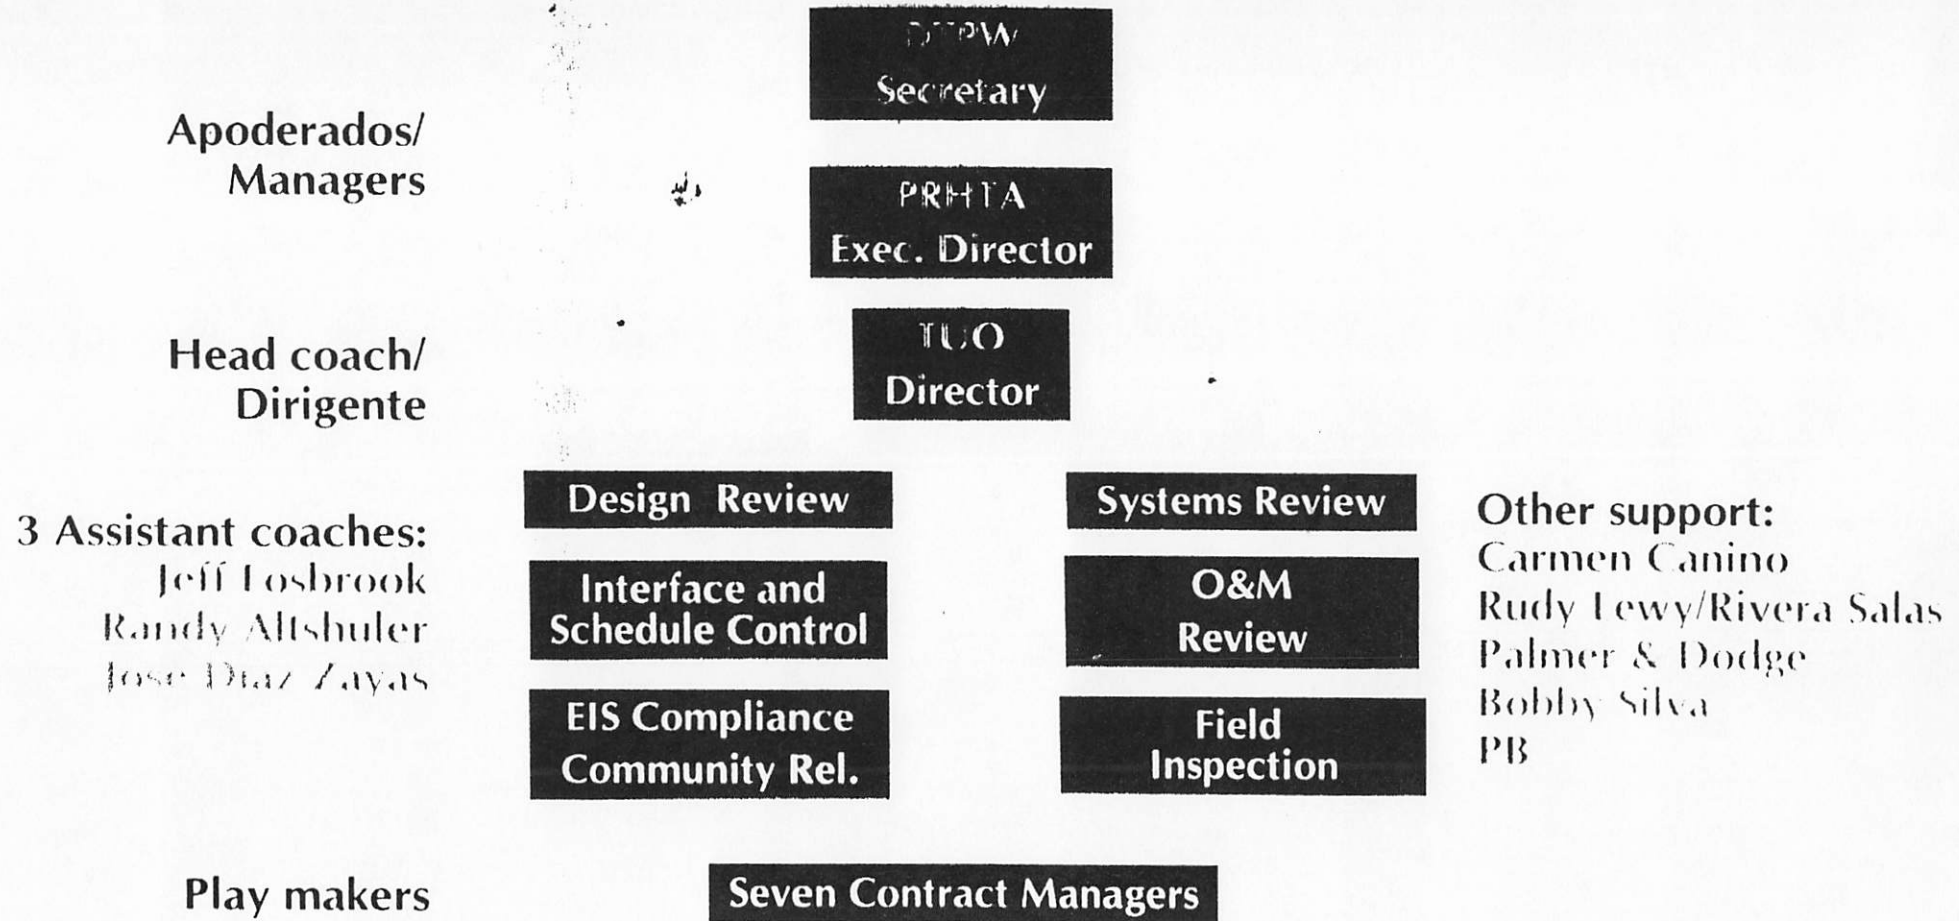 DTPW
Secretary
Apoderados/
Managers
PRHTA
Exec. Director
Head coach/
Dirigente
TUO
Director
3 Assistant coaches:
Jeff Fosbrook
Randy Altshuler
Jose Diaz Zayas
Design Review
Interface and
Schedule Control
EIS Compliance
Community Rel.
Systems Review
O&M
Review
Field
Inspection
Other support:
Carmen Canino
Rudy Lewy/Rivera Salas
Palmer & Dodge
Bobby Silva
PB
Play makers
Seven Contract Managers